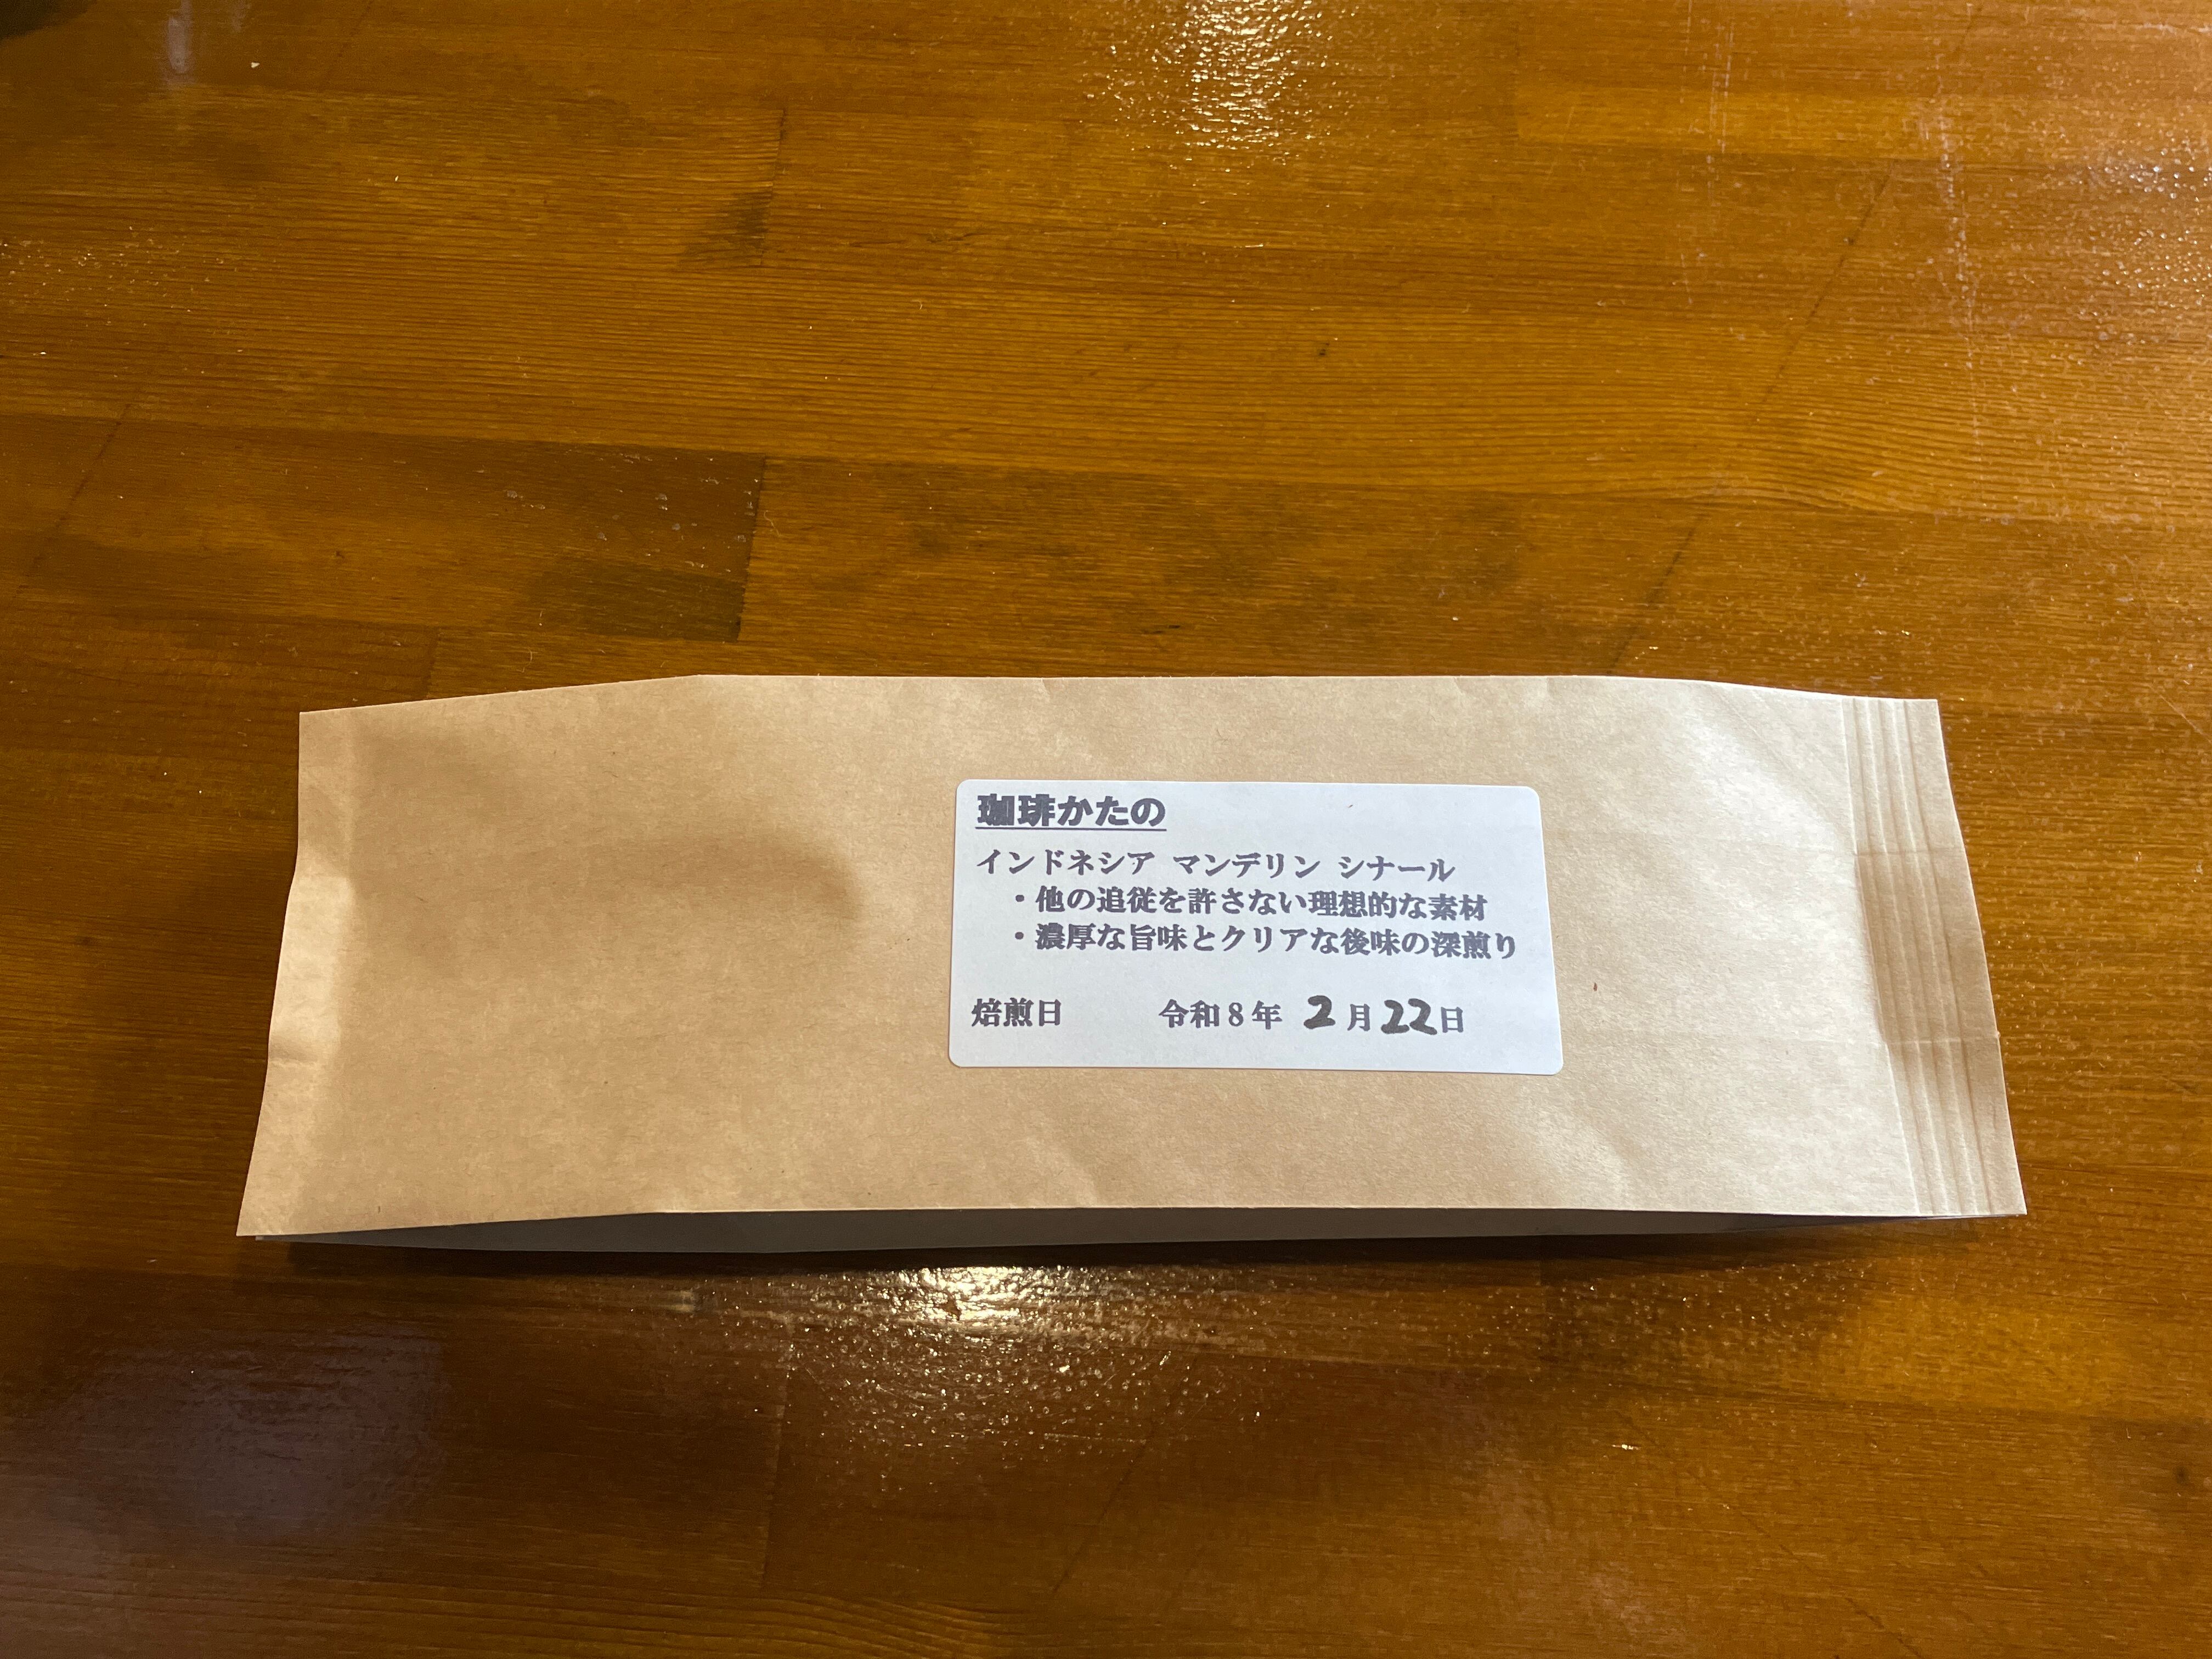 珈琲かたの
インドネシア マンデリン シナール
・他の追従を許さない理想的な素材
・濃厚な旨味とクリアな後味の深煎り
焙煎日 令和8年 2月22日